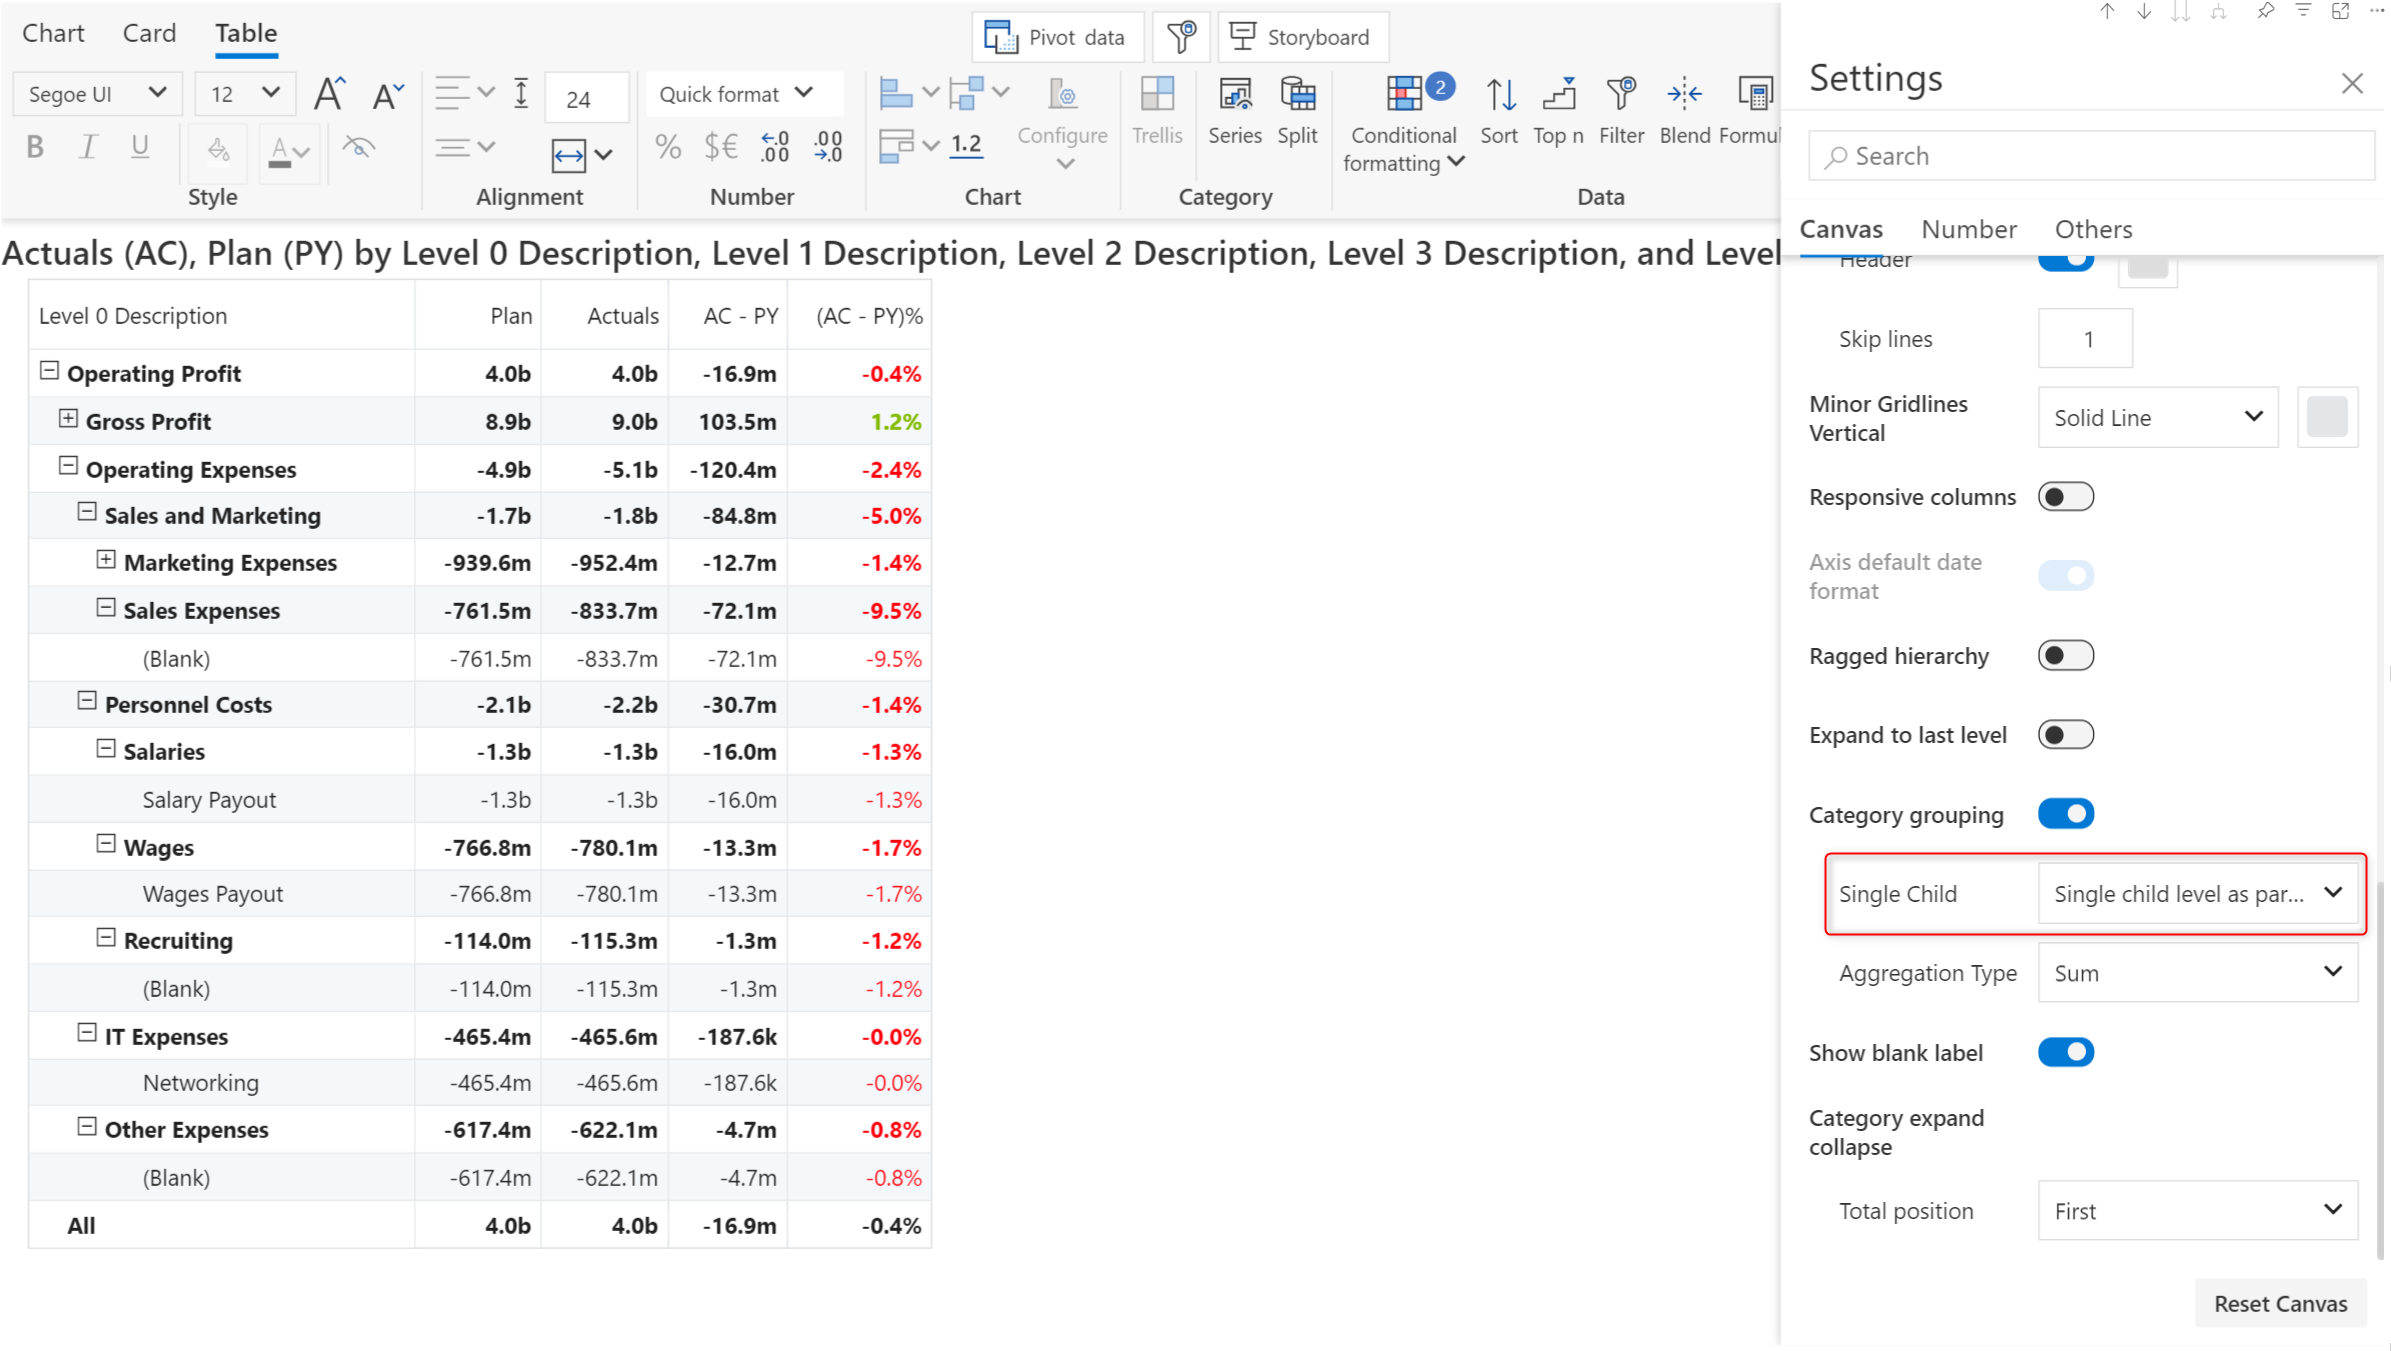 Chart Card Table
Pivot data
Storyboard
Segoe UI 12 A A
24
Quick format
2
B I U A
% $€ ←.0 .00 .00 →.0
1.2
Configure
Trellis
Series
Split
Conditional formatting
Sort
Top n
Filter
Blend
Formu
Style Alignment Number Chart Category Data
Actuals (AC), Plan (PY) by Level 0 Description, Level 1 Description, Level 2 Description, Level 3 Description, and Level
Level 0 Description Plan Actuals AC - PY (AC - PY)%
Operating Profit 4.0b 4.0b -16.9m -0.4%
Gross Profit 8.9b 9.0b 103.5m 1.2%
Operating Expenses -4.9b -5.1b -120.4m -2.4%
Sales and Marketing -1.7b -1.8b -84.8m -5.0%
Marketing Expenses -939.6m -952.4m -12.7m -1.4%
Sales Expenses -761.5m -833.7m -72.1m -9.5%
(Blank) -761.5m -833.7m -72.1m -9.5%
Personnel Costs -2.1b -2.2b -30.7m -1.4%
Salaries -1.3b -1.3b -16.0m -1.3%
Salary Payout -1.3b -1.3b -16.0m -1.3%
Wages -766.8m -780.1m -13.3m -1.7%
Wages Payout -766.8m -780.1m -13.3m -1.7%
Recruiting -114.0m -115.3m -1.3m -1.2%
(Blank) -114.0m -115.3m -1.3m -1.2%
IT Expenses -465.4m -465.6m -187.6k -0.0%
Networking -465.4m -465.6m -187.6k -0.0%
Other Expenses -617.4m -622.1m -4.7m -0.8%
(Blank) -617.4m -622.1m -4.7m -0.8%
All 4.0b 4.0b -16.9m -0.4%
Settings
Search
Canvas Number Others
Header
Skip lines 1
Minor Gridlines
Vertical
Solid Line
Responsive columns
Axis default date
format
Ragged hierarchy
Expand to last level
Category grouping
Single Child Single child level as par...
Aggregation Type Sum
Show blank label
Category expand
collapse
Total position First
Reset Canvas